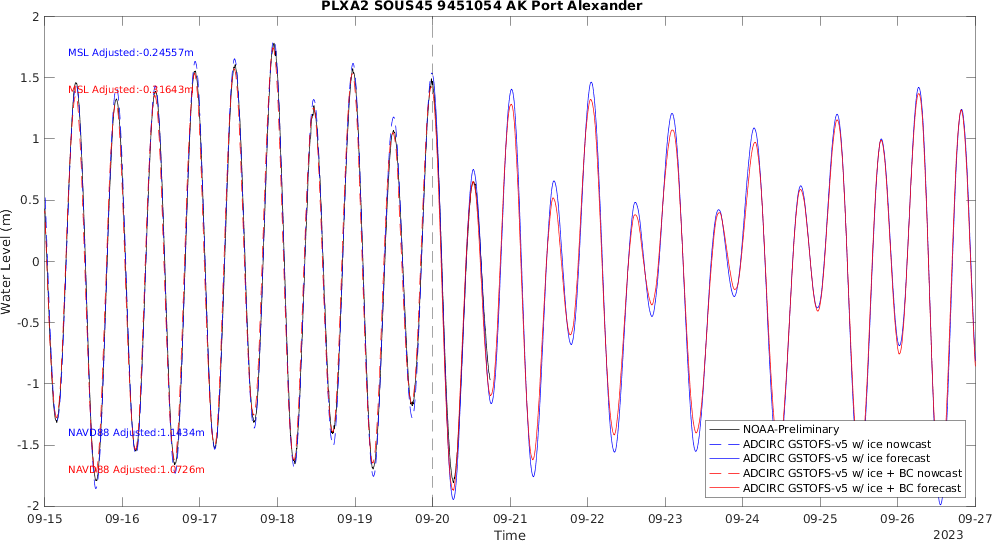 PLXA2 SOUS45 9451054 AK Port Alexander
2
1.5
1
0.5
0
-0.5
-1
-1.5
-2
Water Level (m)
MSL Adjusted:-0.24557m
MSL Adjusted:-0.31643m
NAVD88 Adjusted:1.1434m
NAVD88 Adjusted:1.0726m
NOAA-Preliminary
ADCIRC GSTOFS-v5 w/ ice nowcast
ADCIRC GSTOFS-v5 w/ ice forecast
ADCIRC GSTOFS-v5 w/ ice + BC nowcast
ADCIRC GSTOFS-v5 w/ ice + BC forecast
09-15 09-16 09-17 09-18 09-19 09-20 09-21 09-22 09-23 09-24 09-25 09-26 09-27
Time
2023